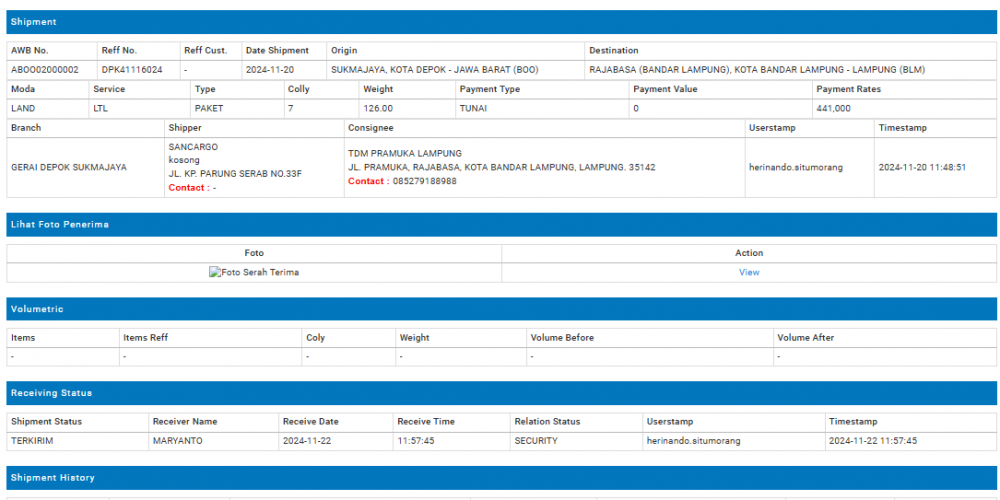 Shipment
AWB No. Reff No. Reff Cust. Date Shipment Origin Destination
ABOO02000002 DPK41116024 - 2024-11-20 SUKMAJAYA, KOTA DEPOK - JAWA BARAT (BOO) RAJABASA (BANDAR LAMPUNG), KOTA BANDAR LAMPUNG - LAMPUNG (BLM)
Moda Service Type Colly Weight Payment Type Payment Value Payment Rates
LAND LTL PAKET 7 126.00 TUNAI 0 441,000
Branch Shipper Consignee Userstamp Timestamp
GERAI DEPOK SUKMAJAYA
SANCARGO
kosong
JL. KP. PARUNG SERAB NO.33F
Contact : -
TDM PRAMUKA LAMPUNG
JL. PRAMUKA, RAJABASA, KOTA BANDAR LAMPUNG, LAMPUNG. 35142
Contact : 085279188988
herinando.situmorang
2024-11-20 11:48:51
Lihat Foto Penerima
Foto Action
Foto Serah Terima View
Volumetric
Items Items Reff Coly Weight Volume Before Volume After
- - - - - -
Receiving Status
Shipment Status Receiver Name Receive Date Receive Time Relation Status Userstamp Timestamp
TERKIRIM MARYANTO 2024-11-22 11:57:45 SECURITY herinando.situmorang 2024-11-22 11:57:45
Shipment History